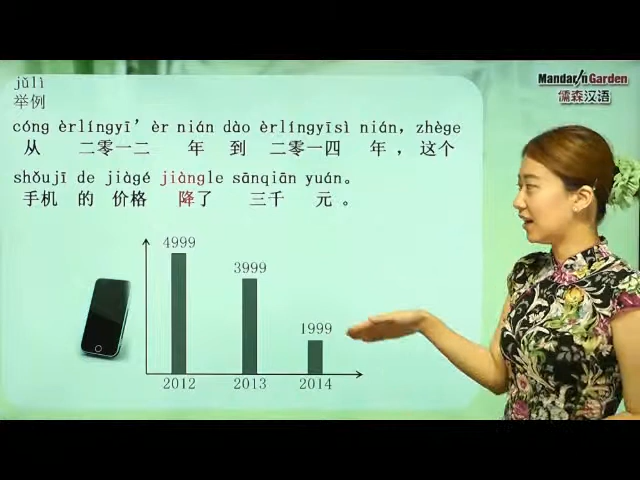 jǔlì
举例
Mandarin Garden
儒森汉语
cóng èrlíngyī’èr nián dào èrlíngyīsì nián, zhège
从 二零一二 年 到 二零一四 年 , 这个
shǒujī de jiàgé jiàngle sānqiān yuán。
手机 的 价格 降了 三千 元 。
4999
3999
1999
2012 2013 2014